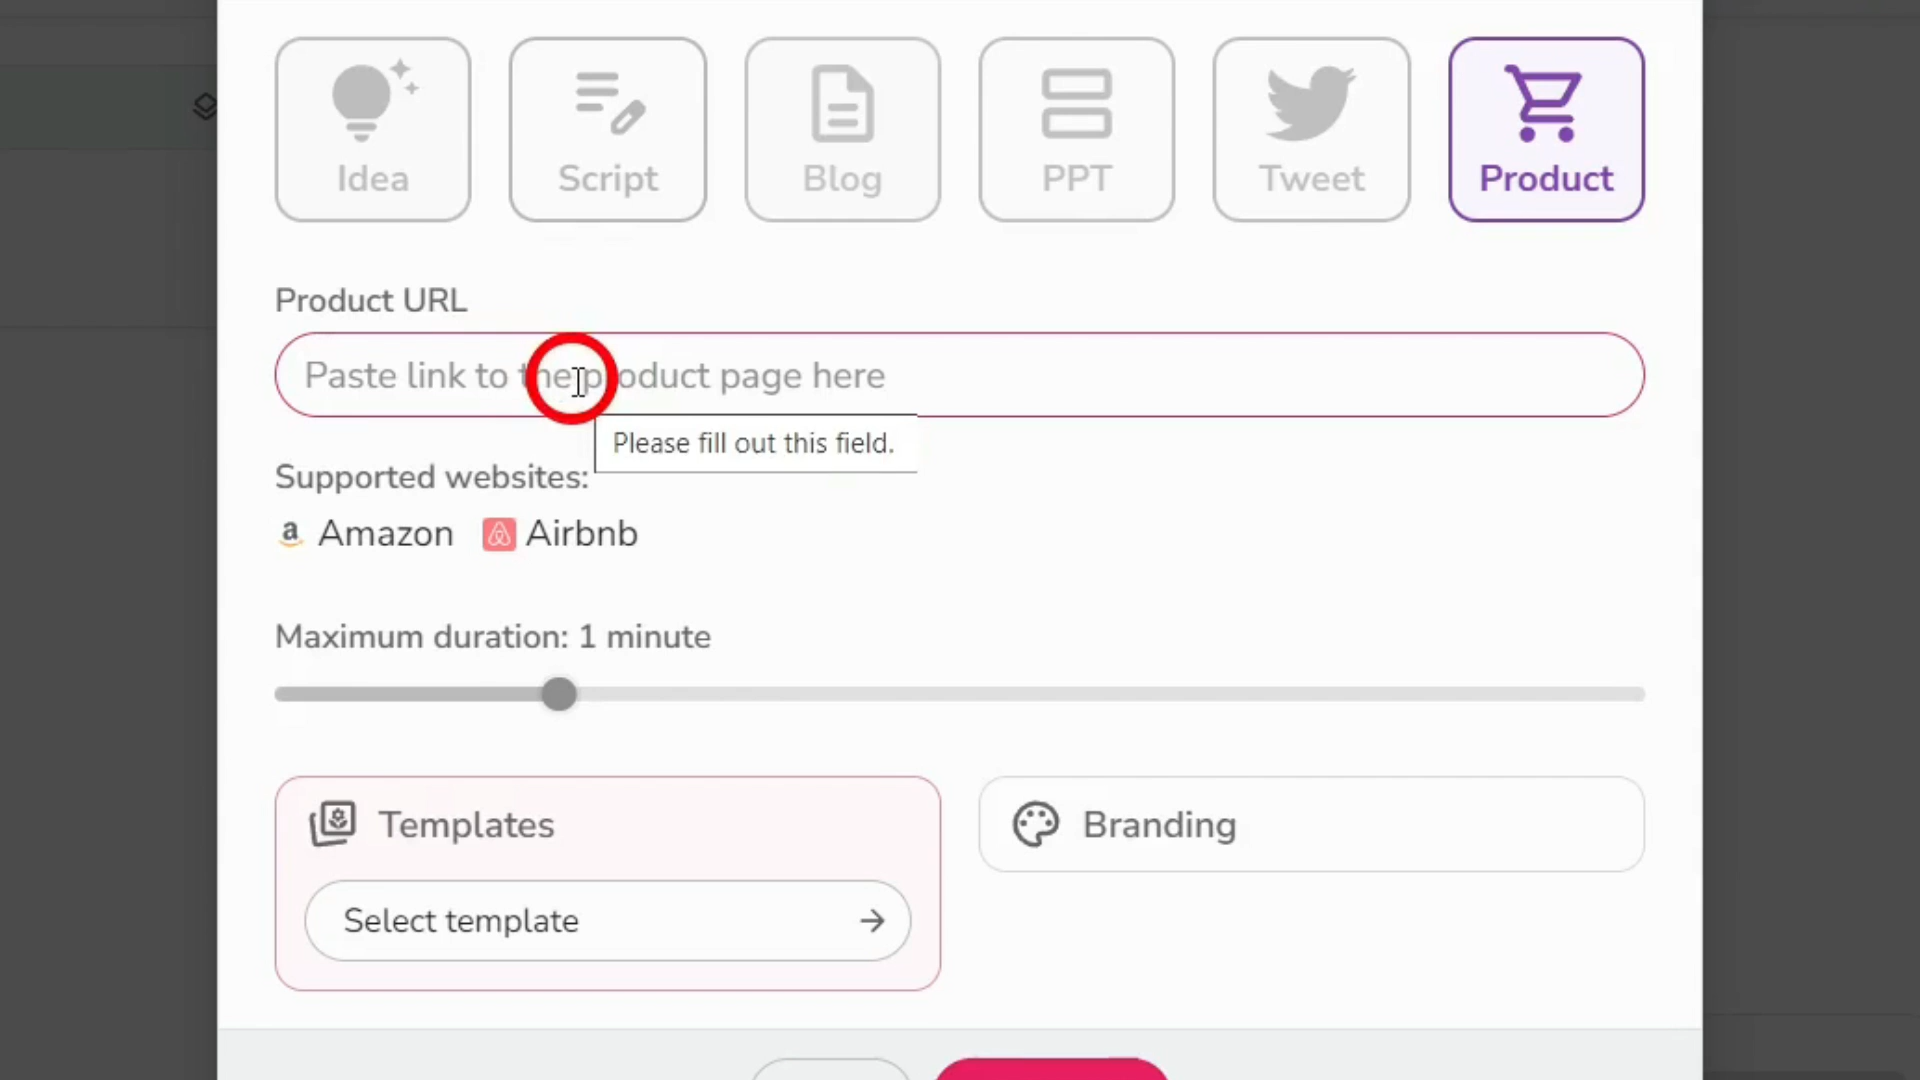 Idea
Script
Blog
PPT
Tweet
Product
Product URL
Paste link to the product page here
Please fill out this field.
Supported websites:
Amazon
Airbnb
Maximum duration: 1 minute
Templates
Branding
Select template